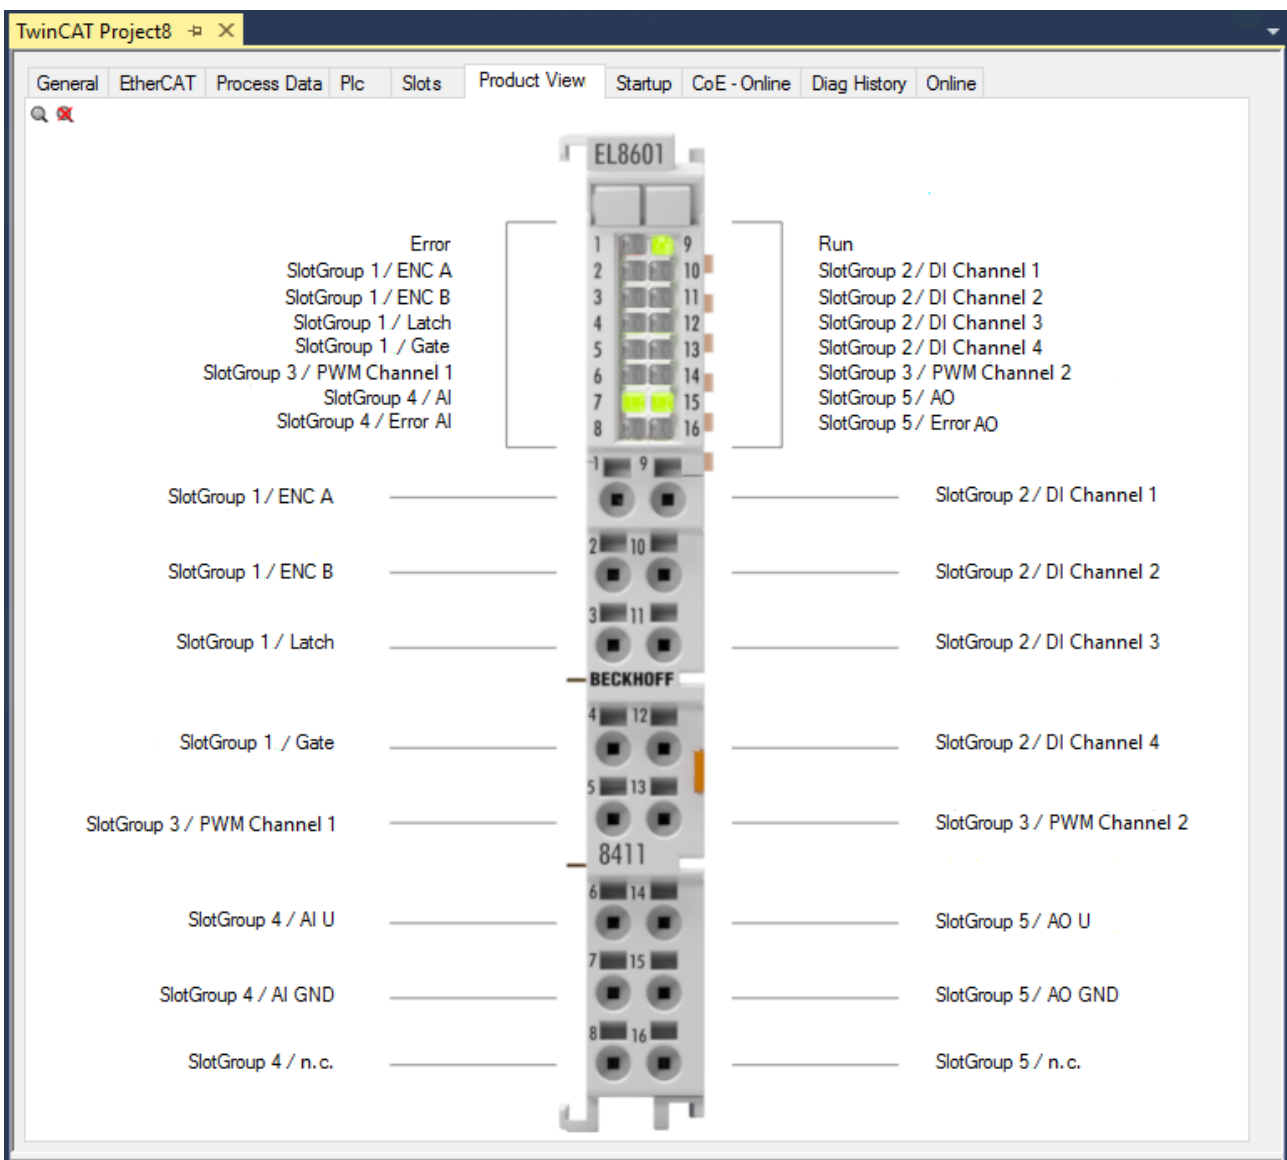 TwinCAT Project8
General EtherCAT Process Data Plc Slots Product View Startup CoE - Online Diag History Online
EL8601
Error 1 9 Run
SlotGroup 1 / ENC A 2 10 SlotGroup 2 / DI Channel 1
SlotGroup 1 / ENC B 3 11 SlotGroup 2 / DI Channel 2
SlotGroup 1 / Latch 4 12 SlotGroup 2 / DI Channel 3
SlotGroup 1 / Gate 5 13 SlotGroup 2 / DI Channel 4
SlotGroup 3 / PWM Channel 1 6 14 SlotGroup 3 / PWM Channel 2
SlotGroup 4 / AI 7 15 SlotGroup 5 / AO
SlotGroup 4 / Error AI 8 16 SlotGroup 5 / Error AO
1 9
SlotGroup 1 / ENC A SlotGroup 2 / DI Channel 1
2 10
SlotGroup 1 / ENC B SlotGroup 2 / DI Channel 2
3 11
SlotGroup 1 / Latch SlotGroup 2 / DI Channel 3
BECKHOFF
4 12
SlotGroup 1 / Gate SlotGroup 2 / DI Channel 4
5 13
SlotGroup 3 / PWM Channel 1 SlotGroup 3 / PWM Channel 2
8411
6 14
SlotGroup 4 / AI U SlotGroup 5 / AO U
7 15
SlotGroup 4 / AI GND SlotGroup 5 / AO GND
8 16
SlotGroup 4 / n.c. SlotGroup 5 / n.c.